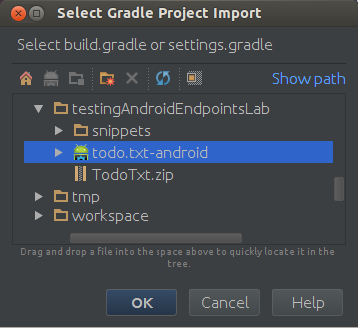 Select Gradle Project Import
Select build.gradle or settings.gradle
Show path
testingAndroidEndpointsLab
snippets
todo.txt-android
TodoTxt.zip
tmp
workspace
Drag and drop a file into the space above to quickly locate it in the
tree.
OK
Cancel
Help